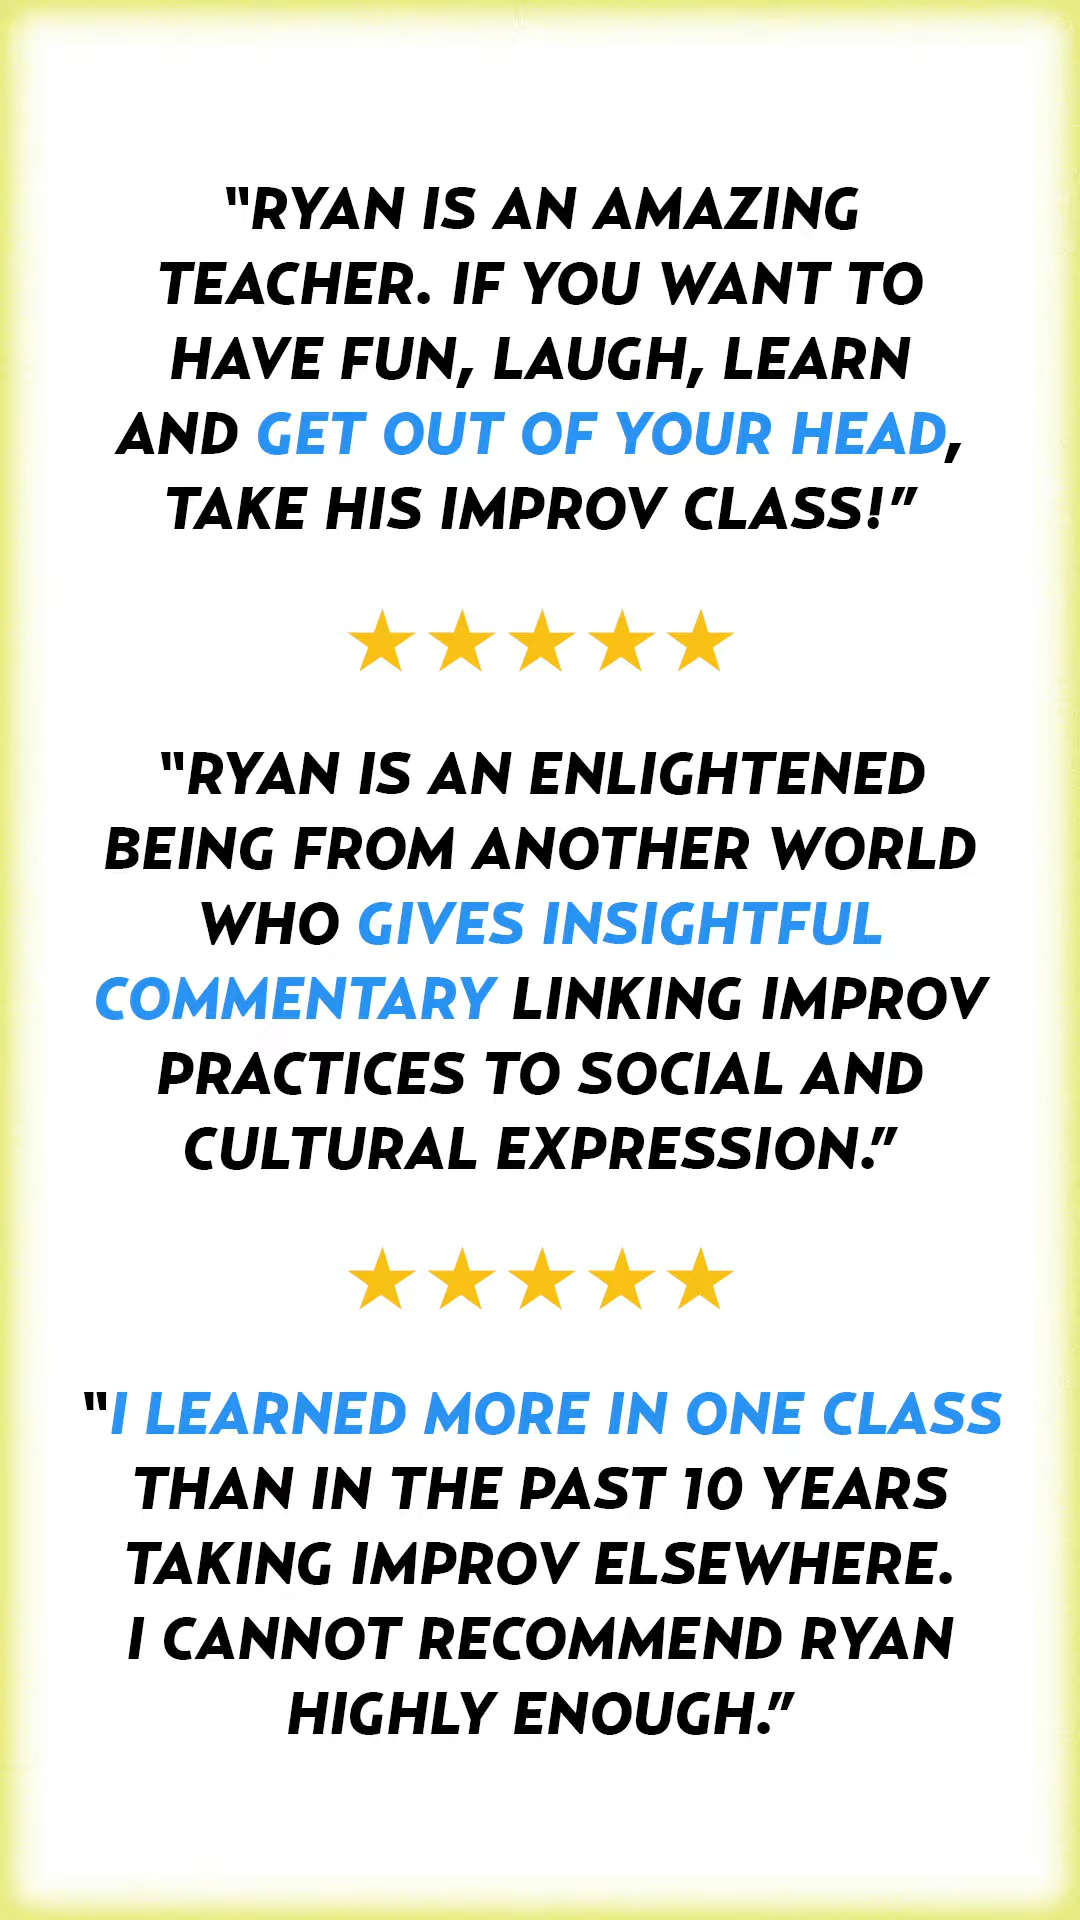 "RYAN IS AN AMAZING
TEACHER. IF YOU WANT TO
HAVE FUN, LAUGH, LEARN
AND GET OUT OF YOUR HEAD,
TAKE HIS IMPROV CLASS!”
★★★★★
"RYAN IS AN ENLIGHTENED
BEING FROM ANOTHER WORLD
WHO GIVES INSIGHTFUL
COMMENTARY LINKING IMPROV
PRACTICES TO SOCIAL AND
CULTURAL EXPRESSION.”
★★★★★
"I LEARNED MORE IN ONE CLASS
THAN IN THE PAST 10 YEARS
TAKING IMPROV ELSEWHERE.
I CANNOT RECOMMEND RYAN
HIGHLY ENOUGH.”